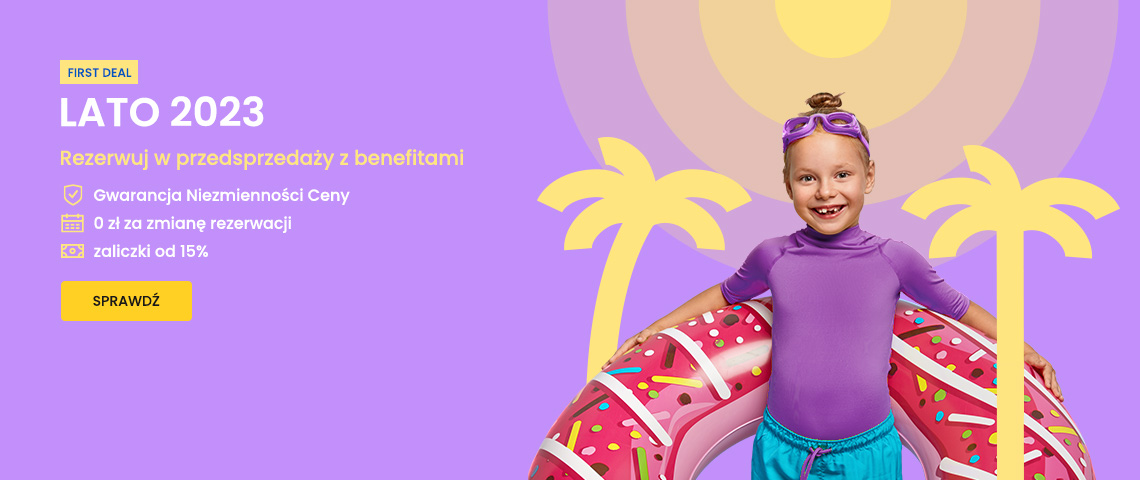 FIRST DEAL
LATO 2023
Rezerwuj w przedsprzedaży z benefitami
Gwarancja Niezmienności Ceny
0 zł za zmianę rezerwacji
zaliczki od 15%
SPRAWDŹ